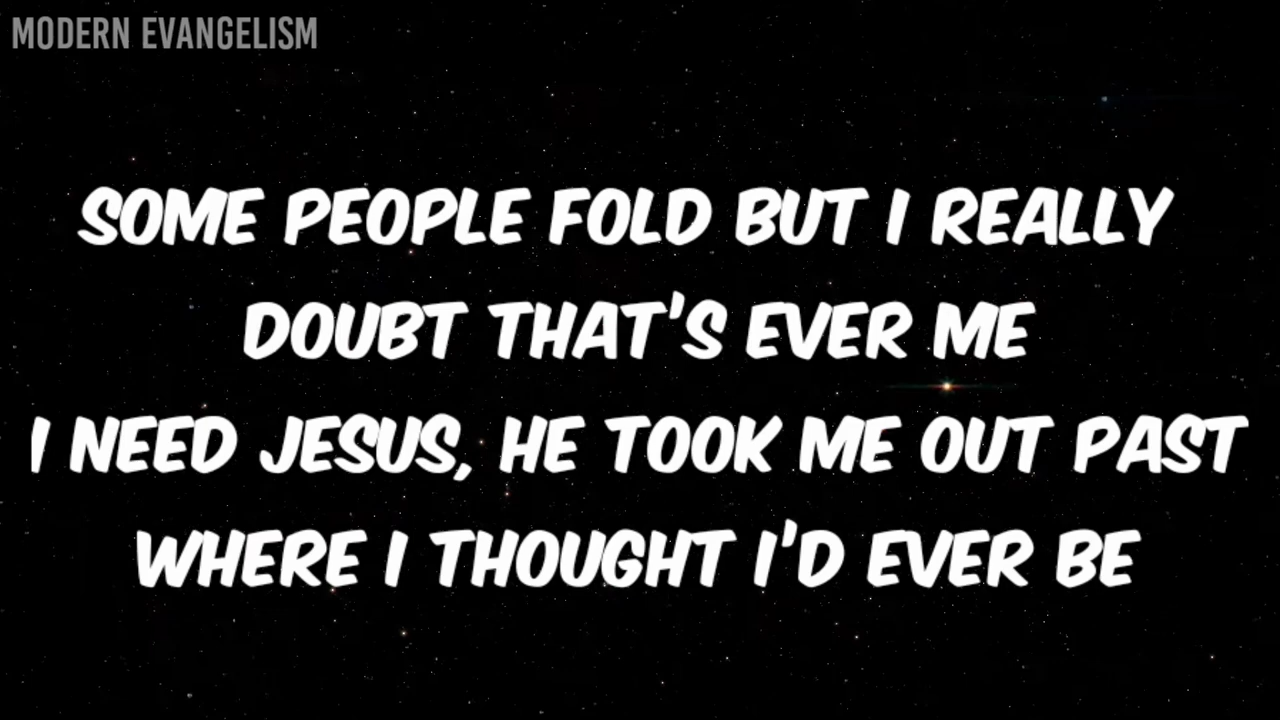 MODERN EVANGELISM
SOME PEOPLE FOLD BUT I REALLY
DOUBT THAT'S EVER ME
I NEED JESUS, HE TOOK ME OUT PAST
WHERE I THOUGHT I'D EVER BE